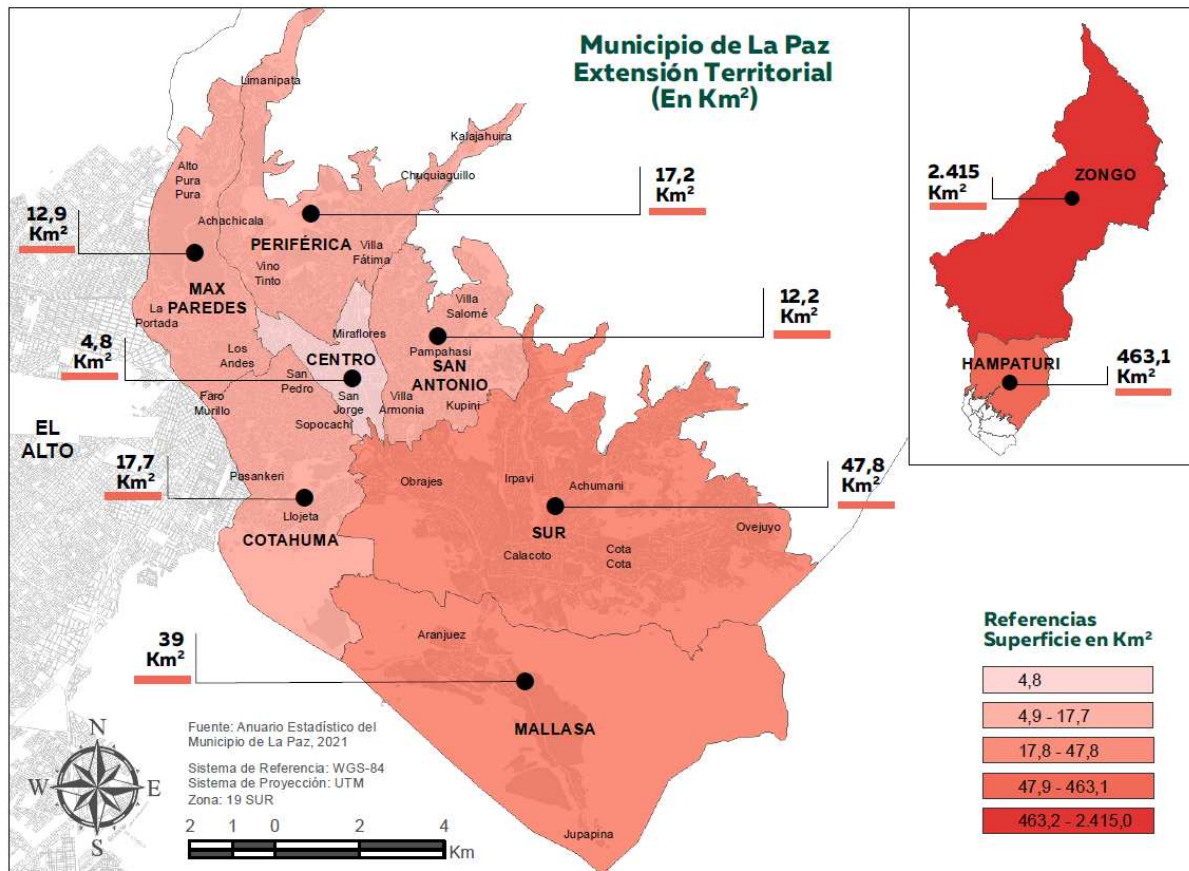 Municipio de La Paz
Extensión Territorial
(En Km²)
Limanipata
Kalajahuira
Chuquiaguillo
Alto
Pura
Pura
Achachicala
17,2
Km²
12,9
Km²
PERIFÉRICA
Villa
Fátima
Vino
Tinto
MAX
PAREDES
La
Portada
Villa
Salomé
12,2
Km²
Miraflores
4,8
Km²
Los
Andes
CENTRO
Pampahasi
SAN
ANTONIO
San
Pedro
Faro
Murillo
San
Jorge
Villa
Armonia
Kupini
Sopocachi
EL
ALTO
17,7
Km²
Pasankeri
Llojeta
COTAHUMA
Obrajes
Irpavi
Achumani
47,8
Km²
SUR
Ovejuyo
Calacoto
Cota
Cota
39
Km²
Aranjuez
MALLASA
Jupapina
2.415
Km²
ZONGO
HAMPATURI
463,1
Km²
Referencias
Superficie en Km²
4,8
4,9 - 17,7
17,8 - 47,8
47,9 - 463,1
463,2 - 2.415,0
Fuente: Anuario Estadístico del
Municipio de La Paz, 2021
Sistema de Referencia: WGS-84
Sistema de Proyección: UTM
Zona: 19 SUR
N
W E
S
2 1 0 2 4
Km